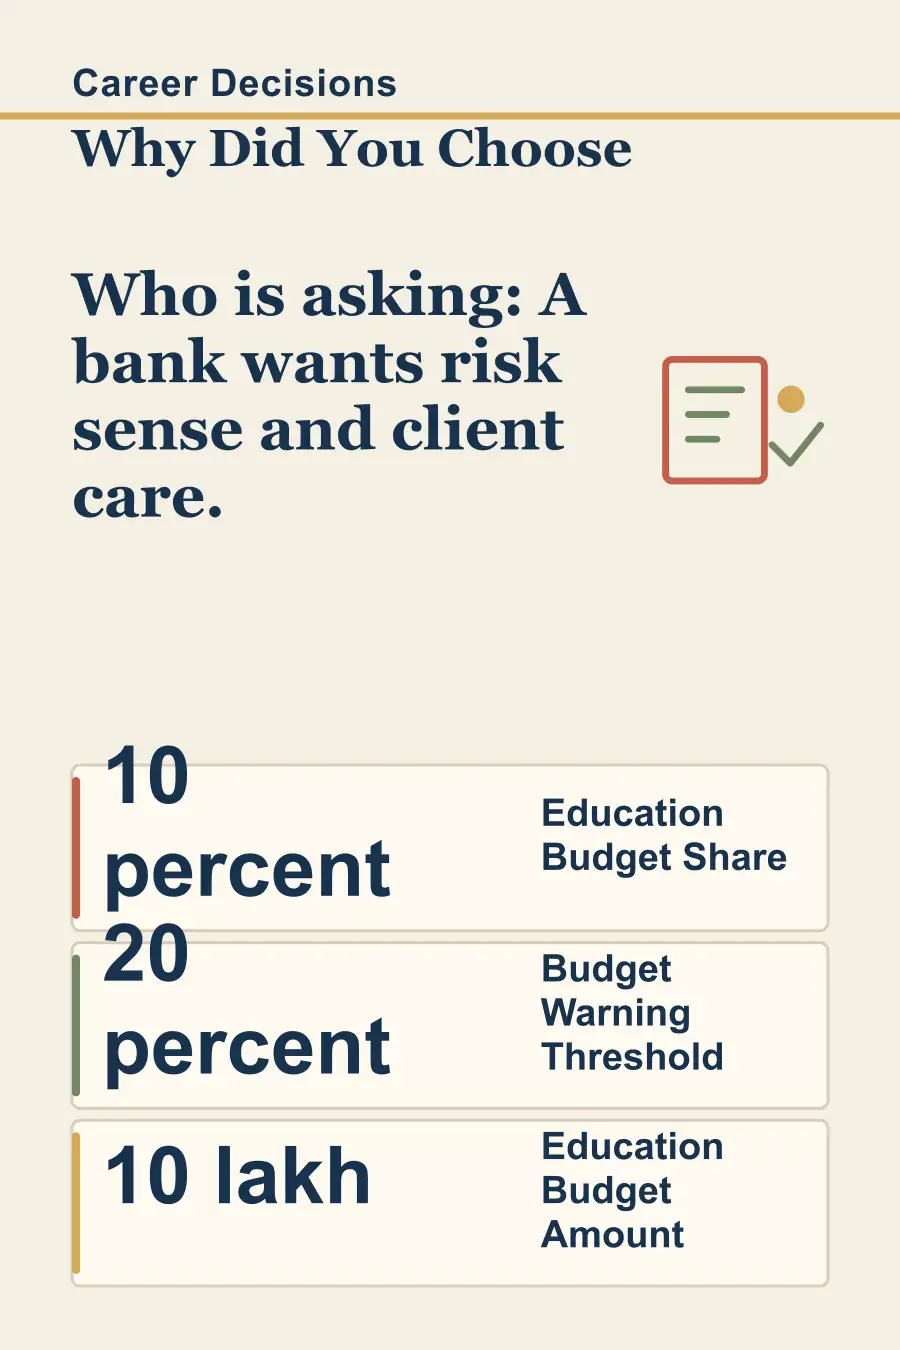 Career Decisions
Why Did You Choose
Who is asking: A
bank wants risk
sense and client
care.
10
percent
Education
Budget Share
20
percent
Budget
Warning
Threshold
10 lakh
Education
Budget
Amount